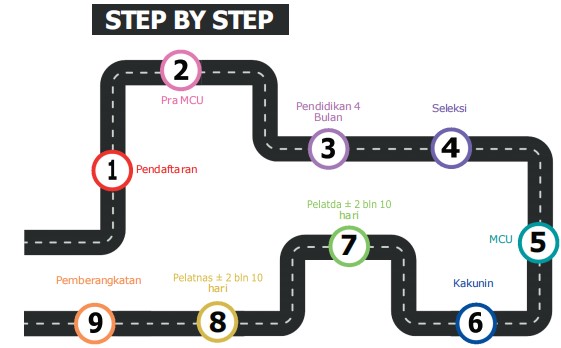 STEP BY STEP
1
Pendaftaran
2
Pra MCU
Pendidikan 4
Bulan
3
Seleksi
4
MCU
5
Kakunin
6
Pelatda ± 2 bln 10
hari
7
Pelatnas ± 2 bln 10
hari
8
Pemberangkatan
9